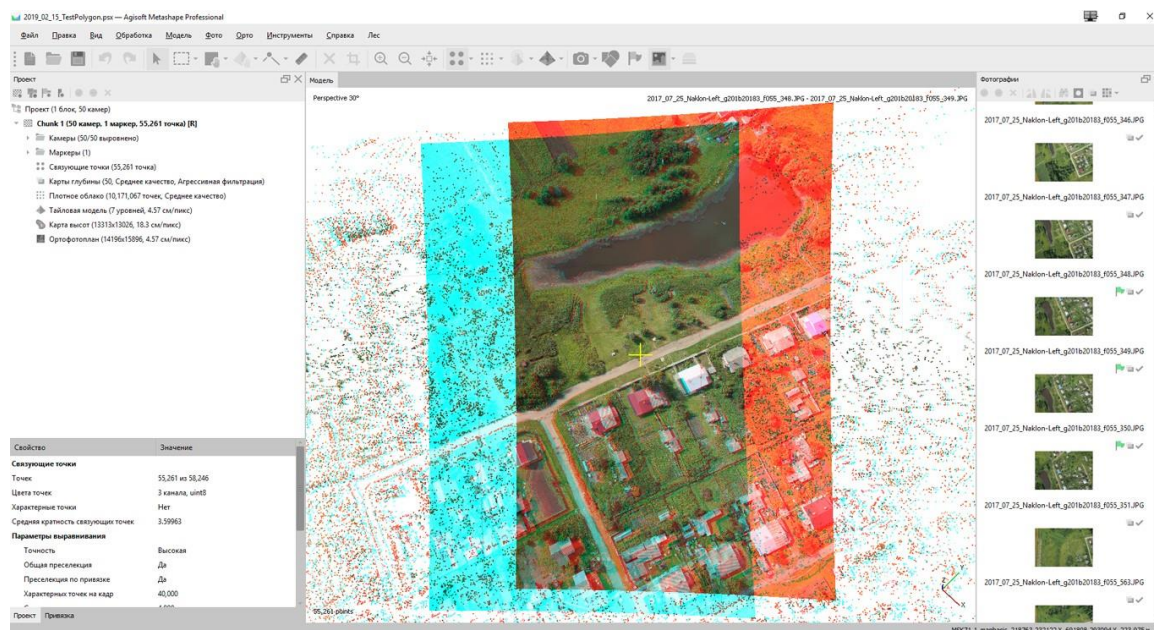 2019_02_15_TestPolygon.psx — Agisoft Metashape Professional
Файл Правка Вид Обработка Модель Фото Орто Инструменты Справка Лес
Проект
Проект (1 блок, 50 камер)
Chunk 1 (50 камер, 1 маркер, 55,261 точка) [R]
Камеры (50/50 выровнено)
Маркеры (1)
Связующие точки (55,261 точка)
Карты глубины (50, Среднее качество, Агрессивная фильтрация)
Плотное облако (10,171,067 точек, Среднее качество)
Тайловая модель (7 уровней, 4.57 см/пикс)
Карта высот (13313x13026, 18.3 см/пикс)
Ортофотоплан (14196x15896, 4.57 см/пикс)
Свойство Значение
Связующие точки
Точек 55,261 из 58,246
Цвета точек 3 канала, uint8
Характерные точки Нет
Средняя кратность связующих точек 3.59963
Параметры выравнивания
Точность Высокая
Общая преселекция Да
Преселекция по привязке Да
Характерных точек на кадр 40,000
Проект Привязка
Модель
Perspective 30°
2017_07_25_Naklon-Left_g201b20183_f055_348.JPG - 2017_07_25_Naklon-Left_g201b20183_f055_349.JPG
55,261 points
X
Фотографии
2017_07_25_Naklon-Left_g201b20183_f055_346.JPG
2017_07_25_Naklon-Left_g201b20183_f055_347.JPG
2017_07_25_Naklon-Left_g201b20183_f055_348.JPG
2017_07_25_Naklon-Left_g201b20183_f055_349.JPG
2017_07_25_Naklon-Left_g201b20183_f055_350.JPG
2017_07_25_Naklon-Left_g201b20183_f055_351.JPG
2017_07_25_Naklon-Left_g201b20183_f055_563.JPG